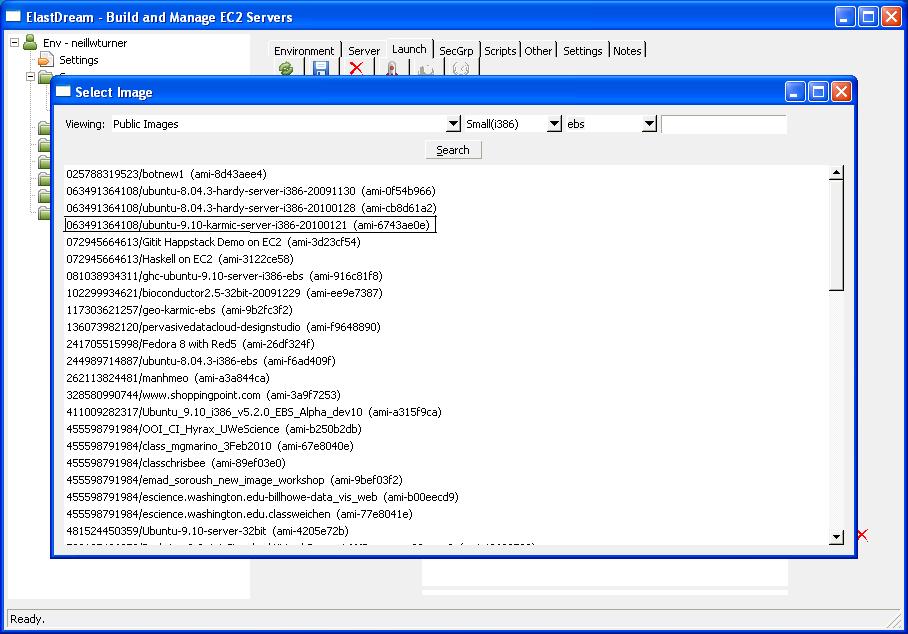 ElastDream - Build and Manage EC2 Servers
Env - neillwturner
Settings
Environment Server Launch SecGrp Scripts Other Settings Notes
Select Image
Viewing: Public Images Small(i386) ebs
Search
025788319523/botnew1 (ami-8d43aee4)
063491364108/ubuntu-8.04.3-hardy-server-i386-20091130 (ami-0f54b966)
063491364108/ubuntu-8.04.3-hardy-server-i386-20100128 (ami-cb8d61a2)
063491364108/ubuntu-9.10-karmic-server-i386-20100121 (ami-6743ae0e)
072945664613/Gitit Happstack Demo on EC2 (ami-3d23cf54)
072945664613/Haskell on EC2 (ami-3122ce58)
081038934311/ghc-ubuntu-9.10-server-i386-ebs (ami-916c81f8)
102299934621/bioconductor2.5-32bit-20091229 (ami-ee9e7387)
117303621257/geo-karmic-ebs (ami-9b2fc3f2)
136073982120/pervasivedatacloud-designstudio (ami-f9648890)
241705515998/Fedora 8 with Red5 (ami-26df324f)
244989714887/ubuntu-8.04.3-i386-ebs (ami-f6ad409f)
262113824481/manhmeo (ami-a3a844ca)
328580990744/www.shoppingpoint.com (ami-3a9f7253)
411009282317/Ubuntu_9.10_i386_v5.2.0_EBS_Alpha_dev10 (ami-a315f9ca)
455598791984/OOI_CI_Hyrax_UWeScience (ami-b250b2db)
455598791984/class_mgmarino_3Feb2010 (ami-67e8040e)
455598791984/classchrisbee (ami-89ef03e0)
455598791984/emad_soroush_new_image_workshop (ami-9bef03f2)
455598791984/escience.washington.edu-billhowe-data_vis_web (ami-b00eecd9)
455598791984/escience.washington.edu.classweichen (ami-77e8041e)
481524450359/Ubuntu-9.10-server-32bit (ami-4205e72b)
Ready.